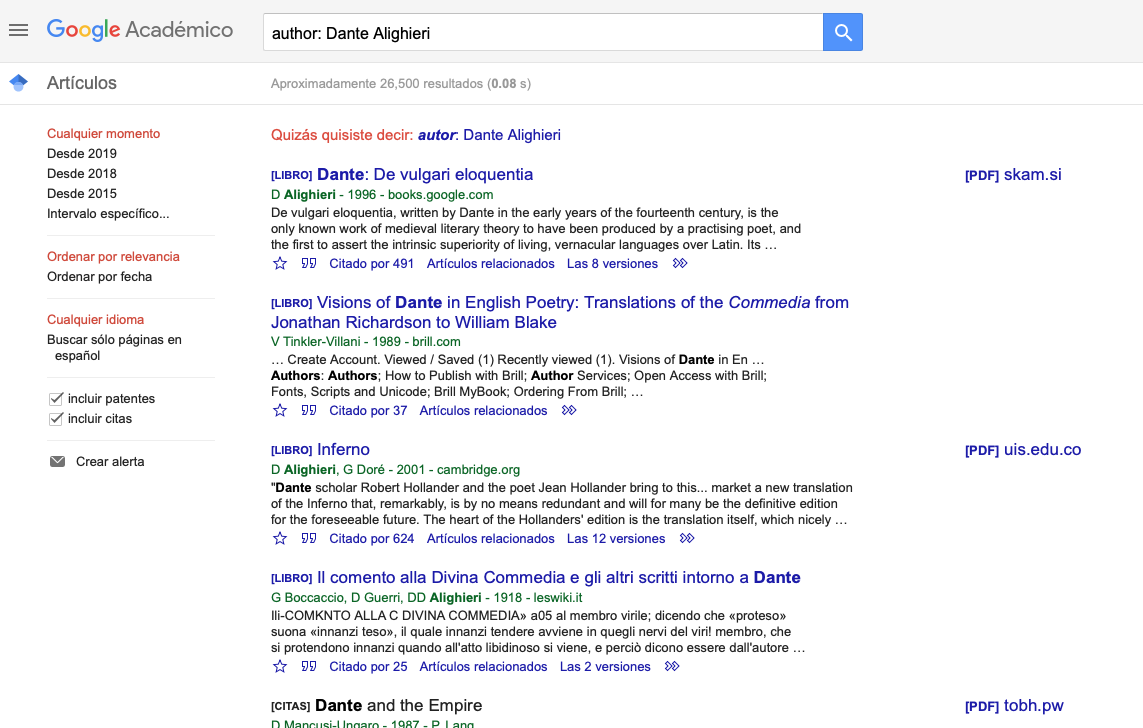 Google Académico
author: Dante Alighieri
Artículos
Aproximadamente 26,500 resultados (0.08 s)
Cualquier momento
Desde 2019
Desde 2018
Desde 2015
Intervalo específico...
Ordenar por relevancia
Ordenar por fecha
Cualquier idioma
Buscar sólo páginas en
español
incluir patentes
incluir citas
Crear alerta
Quizás quisiste decir: autor: Dante Alighieri
[LIBRO] Dante: De vulgari eloquentia
[PDF] skam.si
D Alighieri - 1996 - books.google.com
De vulgari eloquentia, written by Dante in the early years of the fourteenth century, is the
only known work of medieval literary theory to have been produced by a practising poet, and
the first to assert the intrinsic superiority of living, vernacular languages over Latin. Its …
Citado por 491 Artículos relacionados Las 8 versiones
[LIBRO] Visions of Dante in English Poetry: Translations of the Commedia from
Jonathan Richardson to William Blake
V Tinkler-Villani - 1989 - brill.com
… Create Account. Viewed / Saved (1) Recently viewed (1). Visions of Dante in En …
Authors: Authors; How to Publish with Brill; Author Services; Open Access with Brill;
Fonts, Scripts and Unicode; Brill MyBook; Ordering From Brill; …
Citado por 37 Artículos relacionados
[LIBRO] Inferno
[PDF] uis.edu.co
D Alighieri, G Doré - 2001 - cambridge.org
"Dante scholar Robert Hollander and the poet Jean Hollander bring to this... market a new translation
of the Inferno that, remarkably, is by no means redundant and will for many be the definitive edition
for the foreseeable future. The heart of the Hollanders' edition is the translation itself, which nicely …
Citado por 624 Artículos relacionados Las 12 versiones
[LIBRO] Il comento alla Divina Commedia e gli altri scritti intorno a Dante
G Boccaccio, D Guerri, DD Alighieri - 1918 - leswiki.it
Ili-COMKNTO ALLA C DIVINA COMMEDIA» a05 al membro virile; dicendo che «proteso»
suona «innanzi teso», il quale innanzi tendere avviene in quegli nervi del viri! membro, che
si protendono innanzi quando all'atto libidinoso si viene, e perciò dicono essere dall'autore …
Citado por 25 Artículos relacionados Las 2 versiones
[CITAS] Dante and the Empire
[PDF] tobh.pw
D Mancusi-Ungaro - 1987 - P. Lang